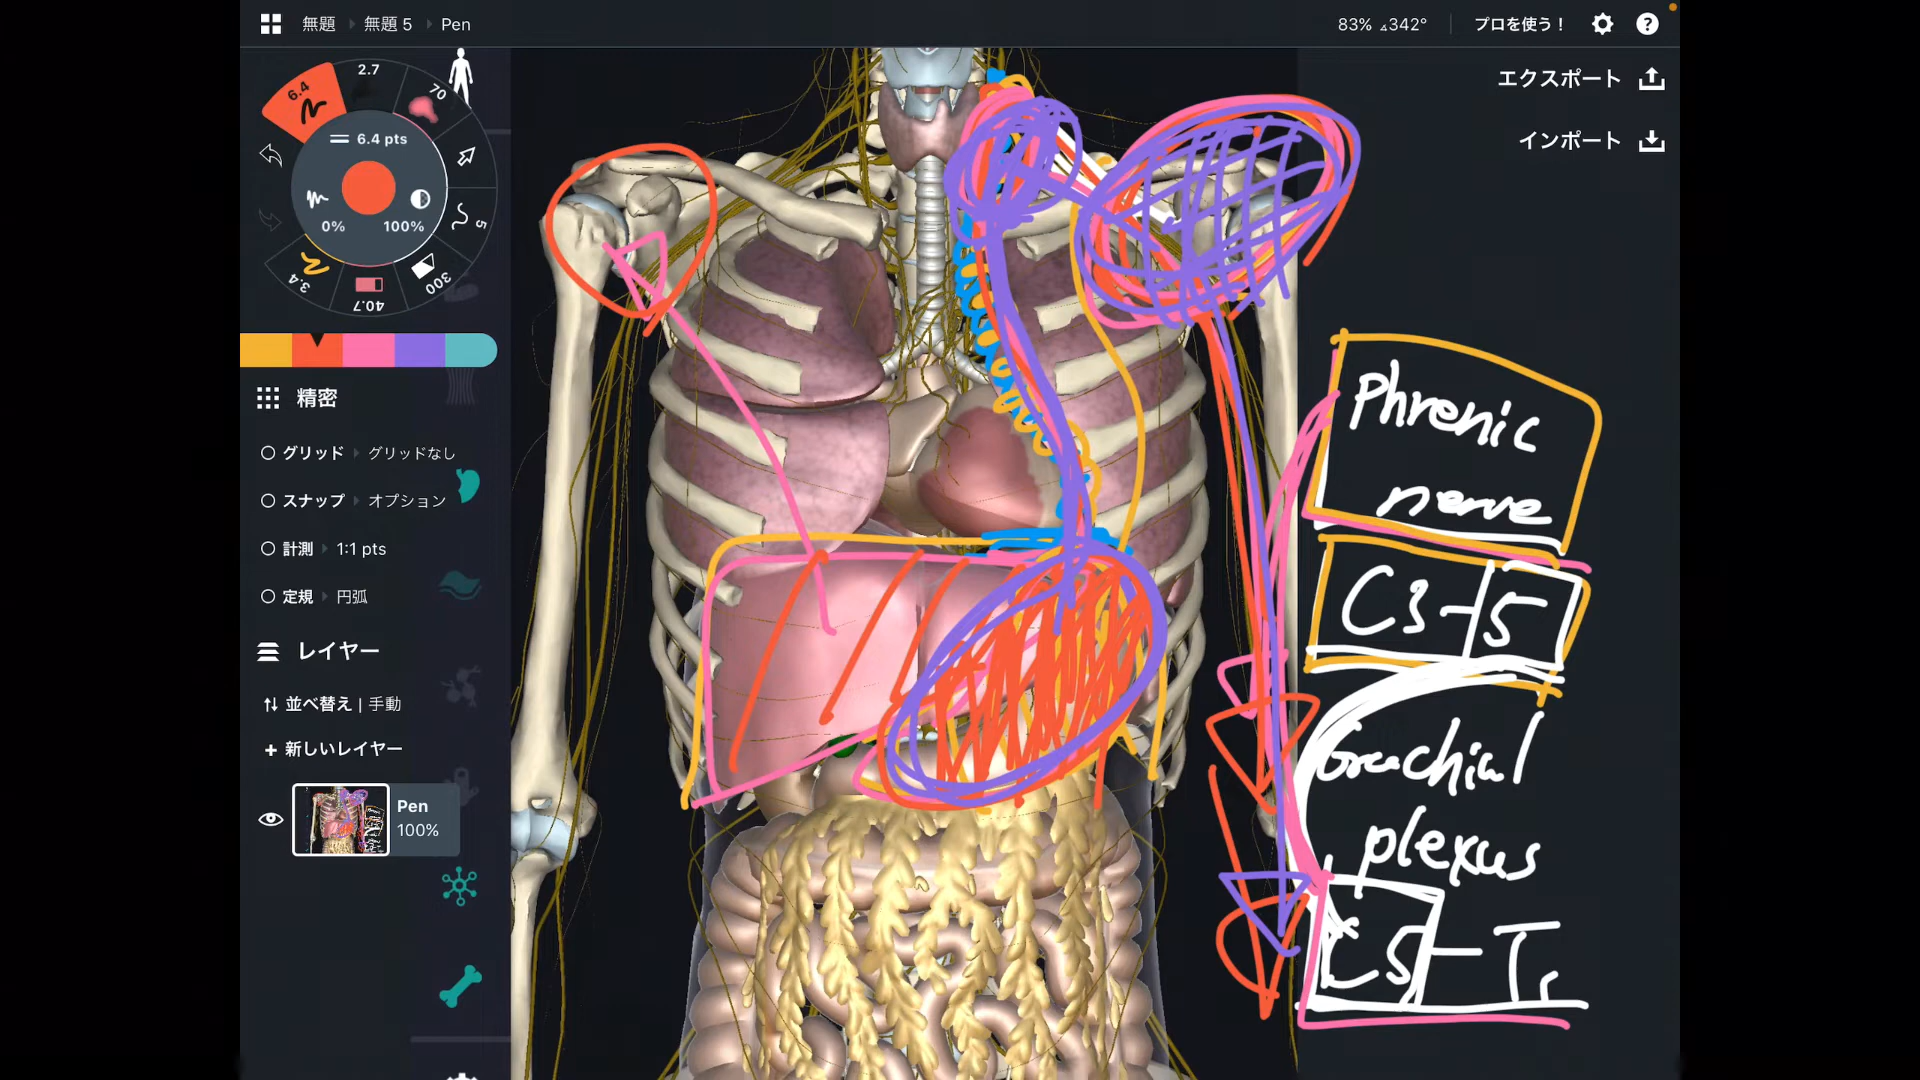 無題 無題 5 Pen
83% ⊿342° プロを使う！
エクスポート
インポート
2.7
70
6.4
6.4 pts
0% 100%
5
300
40.7
3.4
精密
グリッド グリッドなし
スナップ オプション
計測 1:1 pts
定規 円弧
レイヤー
並べ替え | 手動
+ 新しいレイヤー
Pen
100%
Phrenic
nerve
C3-5
Brachial
plexus
C5-T1